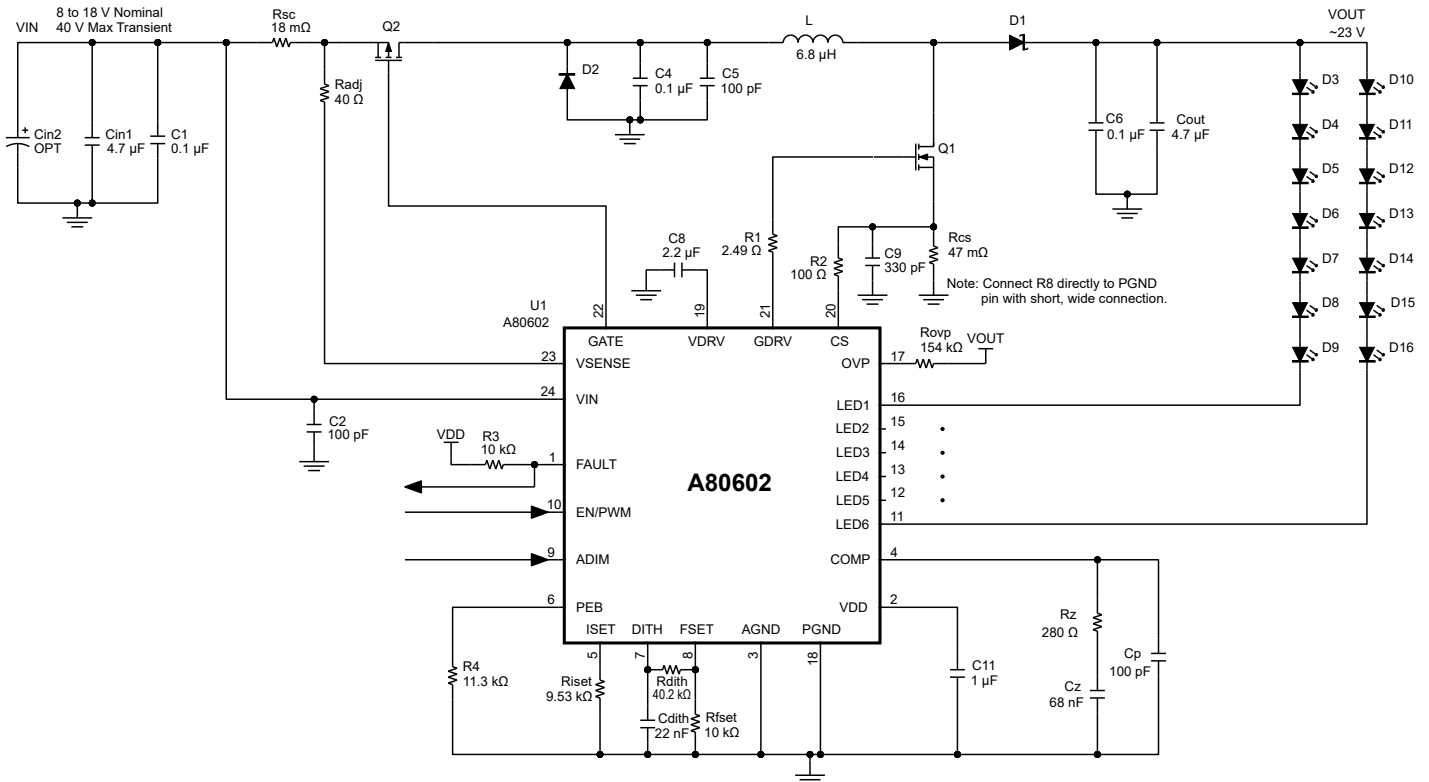 8 to 18 V Nominal
VIN 40 V Max Transient
Rsc
18 mΩ
Q2
L
6.8 µH
D1
VOUT
~23 V
Radj
40 Ω
D2
C4
0.1 µF
C5
100 pF
+
Cin2
OPT
Cin1
4.7 µF
C1
0.1 µF
C6
0.1 µF
Cout
4.7 µF
Q1
D3
D4
D5
D6
D7
D8
D9
D10
D11
D12
D13
D14
D15
D16
C8
2.2 µF
R1
2.49 Ω
R2
100 Ω
C9
330 pF
Rcs
47 mΩ
Note: Connect R8 directly to PGND
pin with short, wide connection.
U1
A80602
22
19
21
20
GATE
VDRV
GDRV
CS
23
VSENSE
24
VIN
C2
100 pF
VDD
R3
10 kΩ
1
FAULT
10
EN/PWM
9
ADIM
6
PEB
A80602
OVP
17
Rovp
154 kΩ
VOUT
LED1
16
LED2
15
LED3
14
LED4
13
LED5
12
LED6
11
COMP
4
VDD
2
ISET
DITH
FSET
AGND
PGND
5
7
8
3
18
R4
11.3 kΩ
Riset
9.53 kΩ
Rdith
40.2 kΩ
Cdith
22 nF
Rfset
10 kΩ
C11
1 µF
Rz
280 Ω
Cz
68 nF
Cp
100 pF